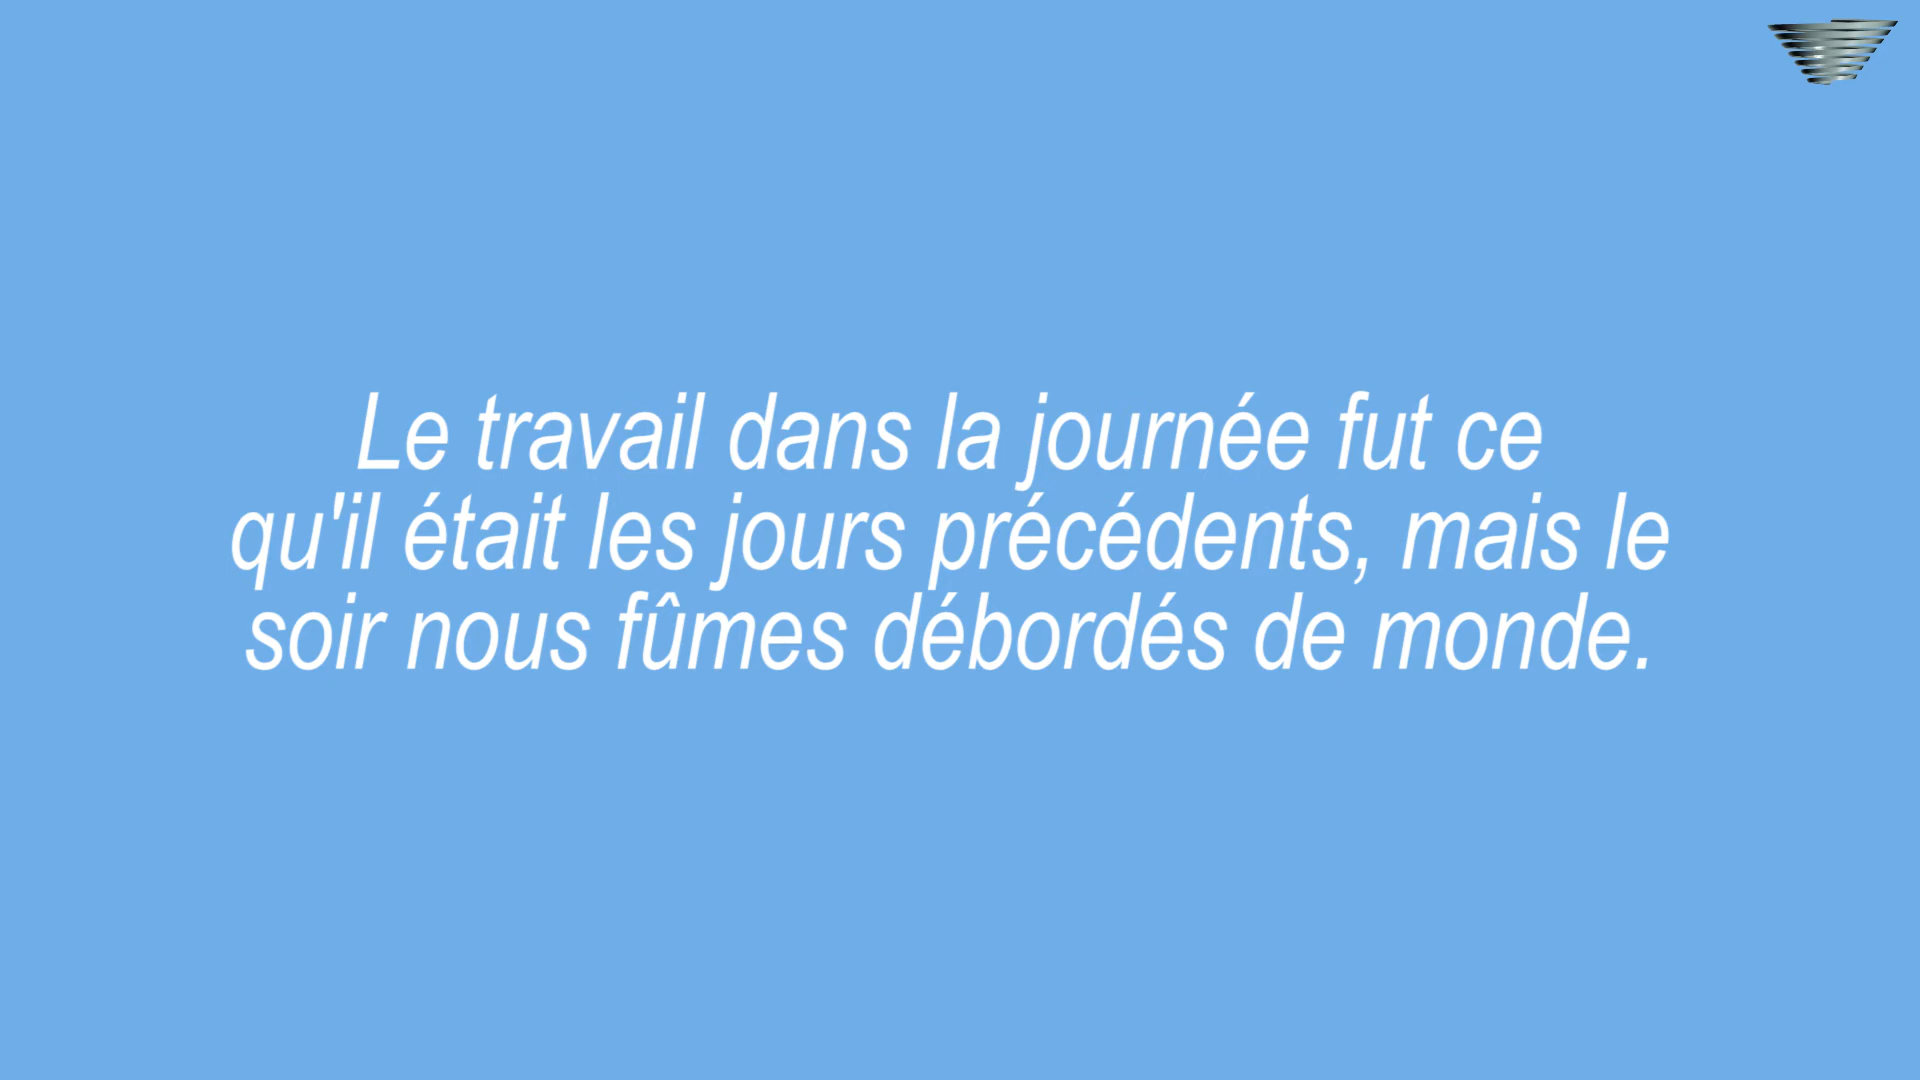 Le travail dans la journée fut ce
qu'il était les jours précédents, mais le
soir nous fûmes débordés de monde.